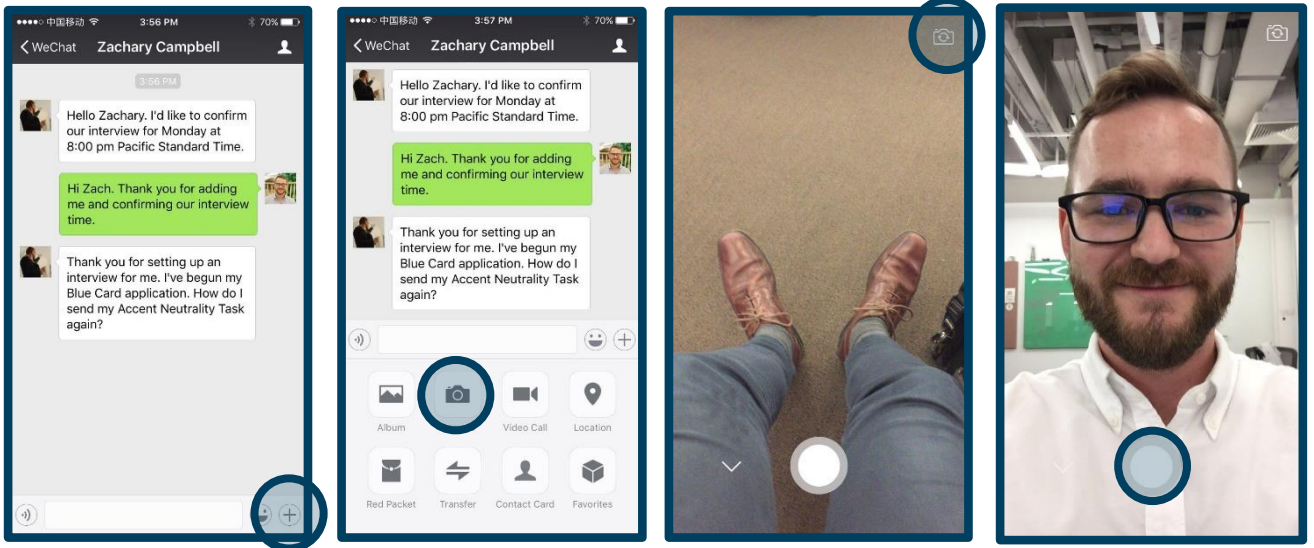 中国移动 3:56 PM 70%
WeChat Zachary Campbell
3:56 PM
Hello Zachary. I'd like to confirm
our interview for Monday at
8:00 pm Pacific Standard Time.
Hi Zach. Thank you for adding
me and confirming our interview
time.
Thank you for setting up an
interview for me. I've begun my
Blue Card application. How do I
send my Accent Neutrality Task
again?
中国移动 3:57 PM 70%
WeChat Zachary Campbell
Hello Zachary. I'd like to confirm
our interview for Monday at
8:00 pm Pacific Standard Time.
Hi Zach. Thank you for adding
me and confirming our interview
time.
Thank you for setting up an
interview for me. I've begun my
Blue Card application. How do I
send my Accent Neutrality Task
again?
Album Video Call Location
Red Packet Transfer Contact Card Favorites